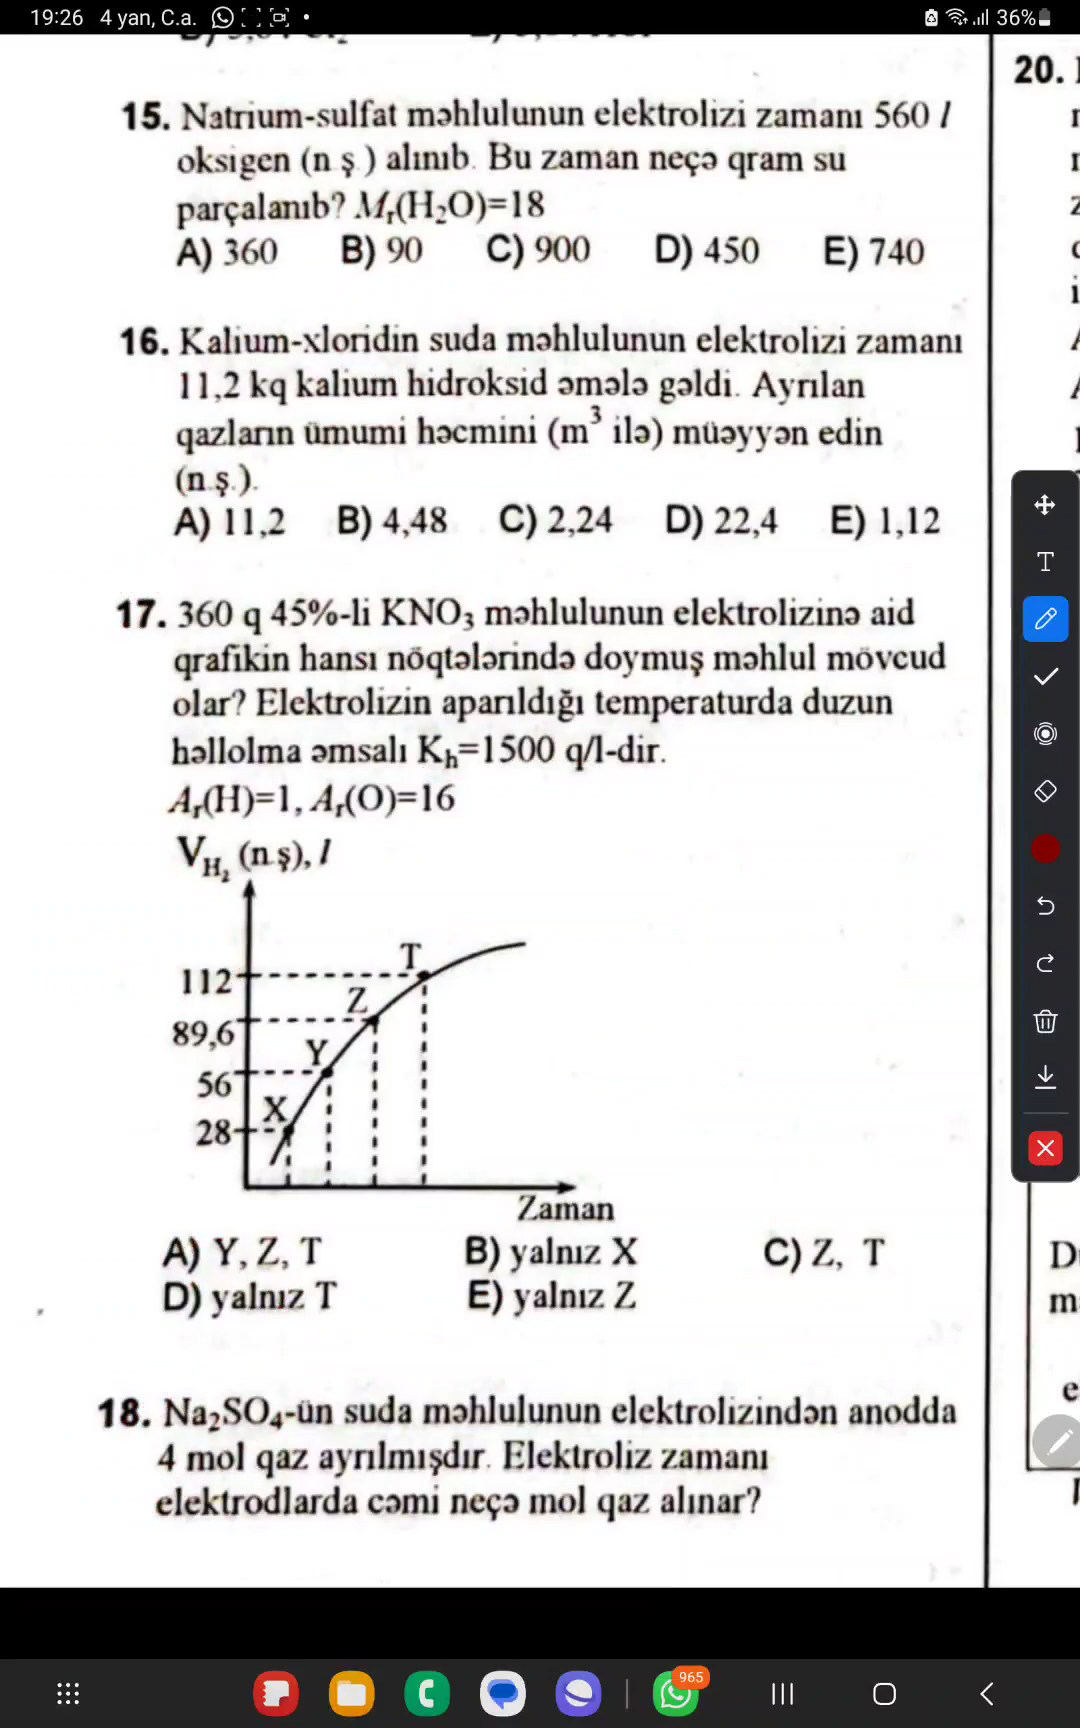 19:26 4 yan, C.a. 36%
20.
15. Natrium-sulfat məhlulunun elektrolizi zamanı 560 l
oksigen (n ş.) alınıb. Bu zaman neçə qram su
parçalanıb? Mᵣ(H₂O)=18
A) 360 B) 90 C) 900 D) 450 E) 740
16. Kalium-xloridin suda məhlulunun elektrolizi zamanı
11,2 kq kalium hidroksid əmələ gəldi. Ayrılan
qazların ümumi həcmini (m³ ilə) müəyyən edin
(n.ş.).
A) 11,2 B) 4,48 C) 2,24 D) 22,4 E) 1,12
17. 360 q 45%-li KNO₃ məhlulunun elektrolizinə aid
qrafikin hansı nöqtələrində doymuş məhlul mövcud
olar? Elektrolizin aparıldığı temperaturda duzun
həllolma əmsalı Kₕ=1500 q/l-dir.
Aᵣ(H)=1, Aᵣ(O)=16
V_H₂ (n.ş), l
T
112
Z
89,6
Y
56
X
28
Zaman
A) Y, Z, T B) yalnız X C) Z, T
D) yalnız T E) yalnız Z
18. Na₂SO₄-ün suda məhlulunun elektrolizindən anodda
4 mol qaz ayrılmışdır. Elektroliz zamanı
elektrodlarda cəmi neçə mol qaz alınar?
T
965